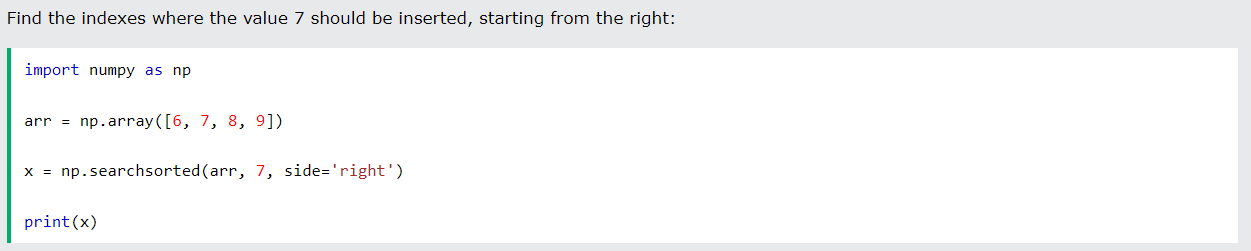 Find the indexes where the value 7 should be inserted, starting from the right:
import numpy as np
arr = np.array([6, 7, 8, 9])
x = np.searchsorted(arr, 7, side='right')
print(x)